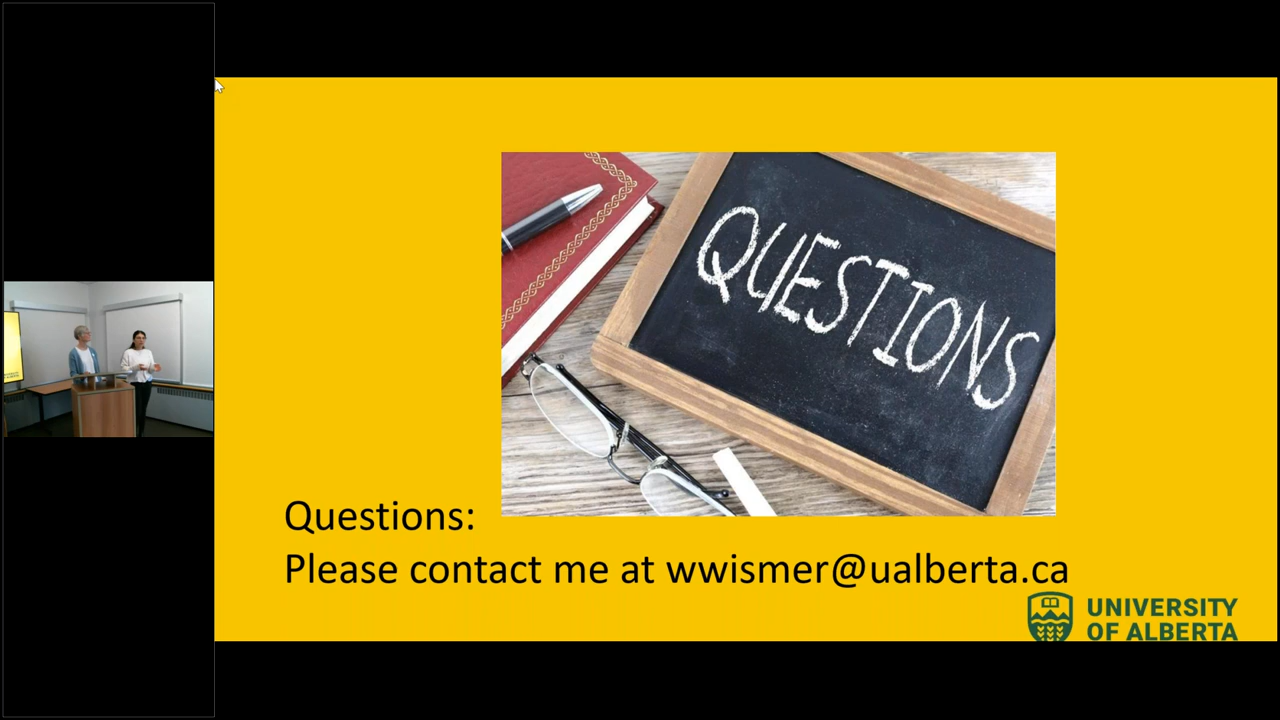 QUESTIONS
Questions:
Please contact me at wwismer@ualberta.ca
UNIVERSITY
OF ALBERTA